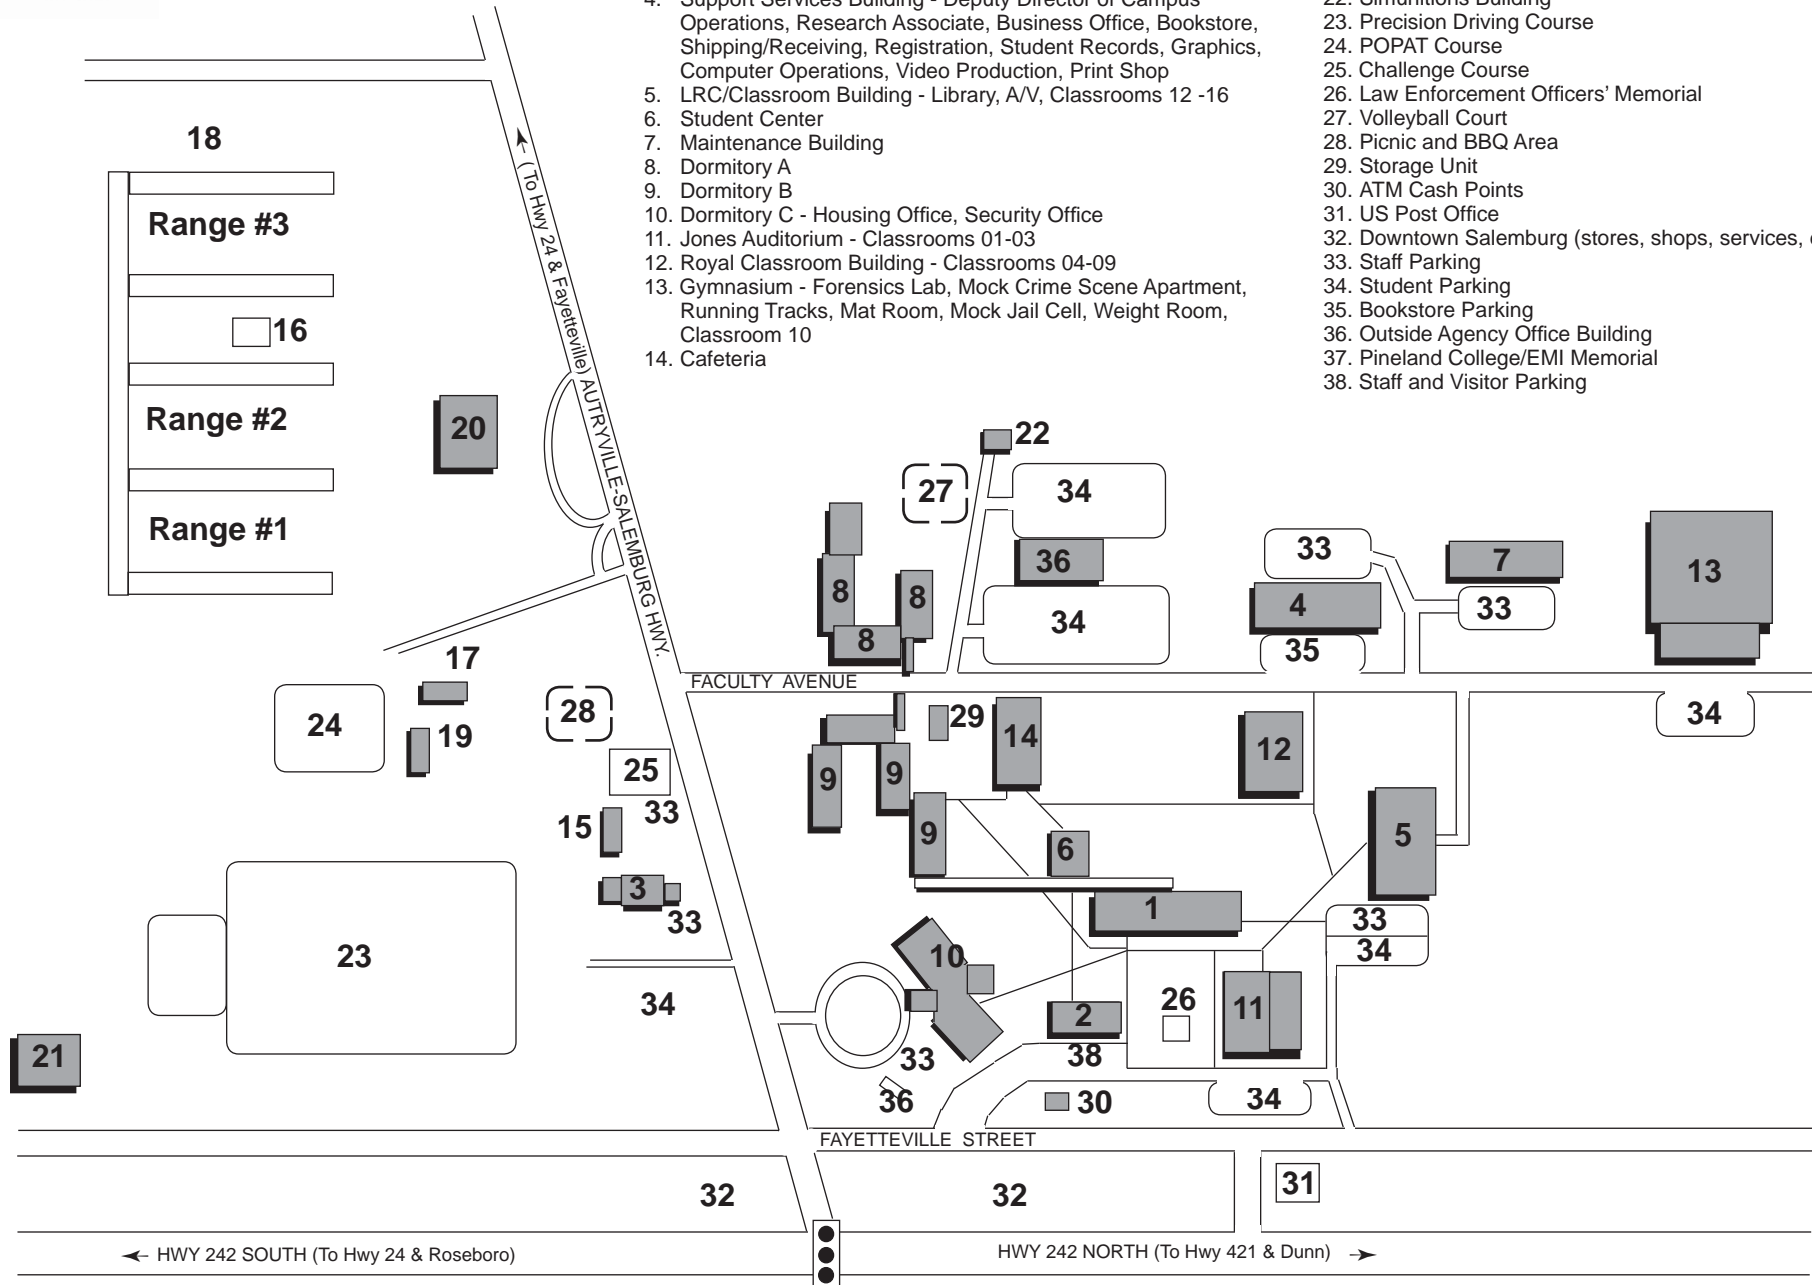 4. Support Services Building - Deputy Director of Campus
Operations, Research Associate, Business Office, Bookstore,
Shipping/Receiving, Registration, Student Records, Graphics,
Computer Operations, Video Production, Print Shop
5. LRC/Classroom Building - Library, A/V, Classrooms 12 -16
6. Student Center
7. Maintenance Building
8. Dormitory A
9. Dormitory B
10. Dormitory C - Housing Office, Security Office
11. Jones Auditorium - Classrooms 01-03
12. Royal Classroom Building - Classrooms 04-09
13. Gymnasium - Forensics Lab, Mock Crime Scene Apartment,
Running Tracks, Mat Room, Mock Jail Cell, Weight Room,
Classroom 10
14. Cafeteria
22. Simunitions Building
23. Precision Driving Course
24. POPAT Course
25. Challenge Course
26. Law Enforcement Officers' Memorial
27. Volleyball Court
28. Picnic and BBQ Area
29. Storage Unit
30. ATM Cash Points
31. US Post Office
32. Downtown Salemburg (stores, shops, services,
33. Staff Parking
34. Student Parking
35. Bookstore Parking
36. Outside Agency Office Building
37. Pineland College/EMI Memorial
38. Staff and Visitor Parking
18
Range #3
16
Range #2
20
Range #1
(To Hwy 24 & Fayetteville) AUTRYVILLE-SALEMBURG HWY.
22
27
34
36
8
8
8
34
33
4
35
7
33
13
17
24
19
28
25
33
15
3
33
23
34
21
FACULTY AVENUE
29
14
12
34
9
9
9
6
5
1
33
34
10
2
26
11
33
38
36
30
34
FAYETTEVILLE STREET
32
32
31
HWY 242 SOUTH (To Hwy 24 & Roseboro)
HWY 242 NORTH (To Hwy 421 & Dunn)